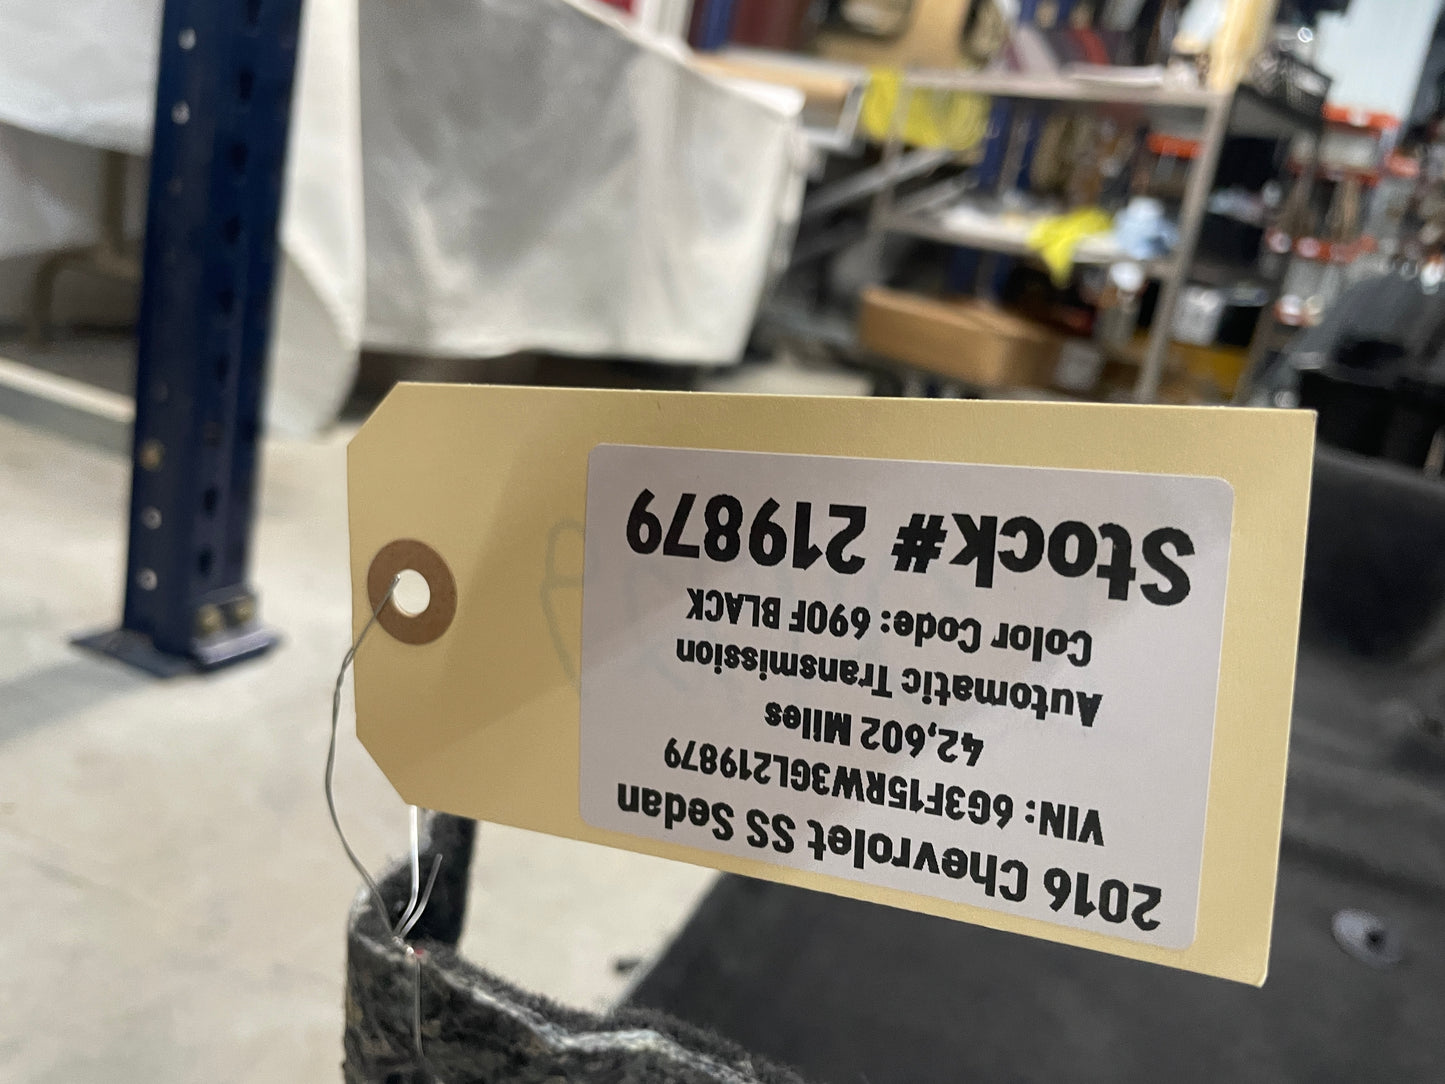 2016 Chevrolet SS Sedan
VIN: 6G3F15RW3GL219879
42,602 Miles
Automatic Transmission
Color Code: 690F BLACK
Stock# 219879